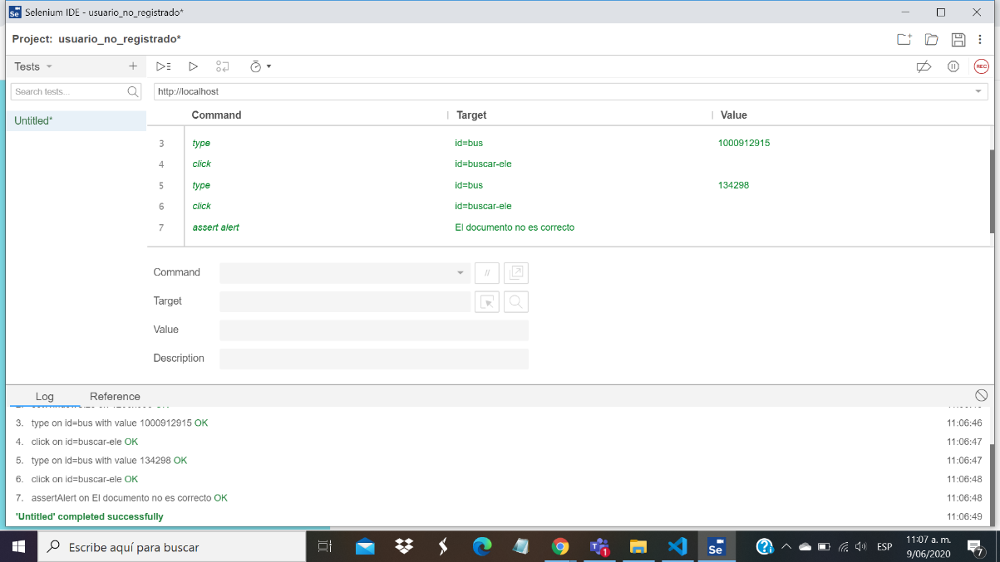 Selenium IDE - usuario_no_registrado*
Project: usuario_no_registrado*
Tests
Search tests...
http://localhost
Untitled*
Command Target Value
3 type id=bus 1000912915
4 click id=buscar-ele
5 type id=bus 134298
6 click id=buscar-ele
7 assert alert El documento no es correcto
Command
//
Target
Value
Description
Log Reference
3. type on id=bus with value 1000912915 OK 11:06:46
4. click on id=buscar-ele OK 11:06:47
5. type on id=bus with value 134298 OK 11:06:47
6. click on id=buscar-ele OK 11:06:48
7. assertAlert on El documento no es correcto OK 11:06:48
'Untitled' completed successfully 11:06:49
Escribe aquí para buscar
Se
1
ESP
11:07 a. m.
9/06/2020
7
REC